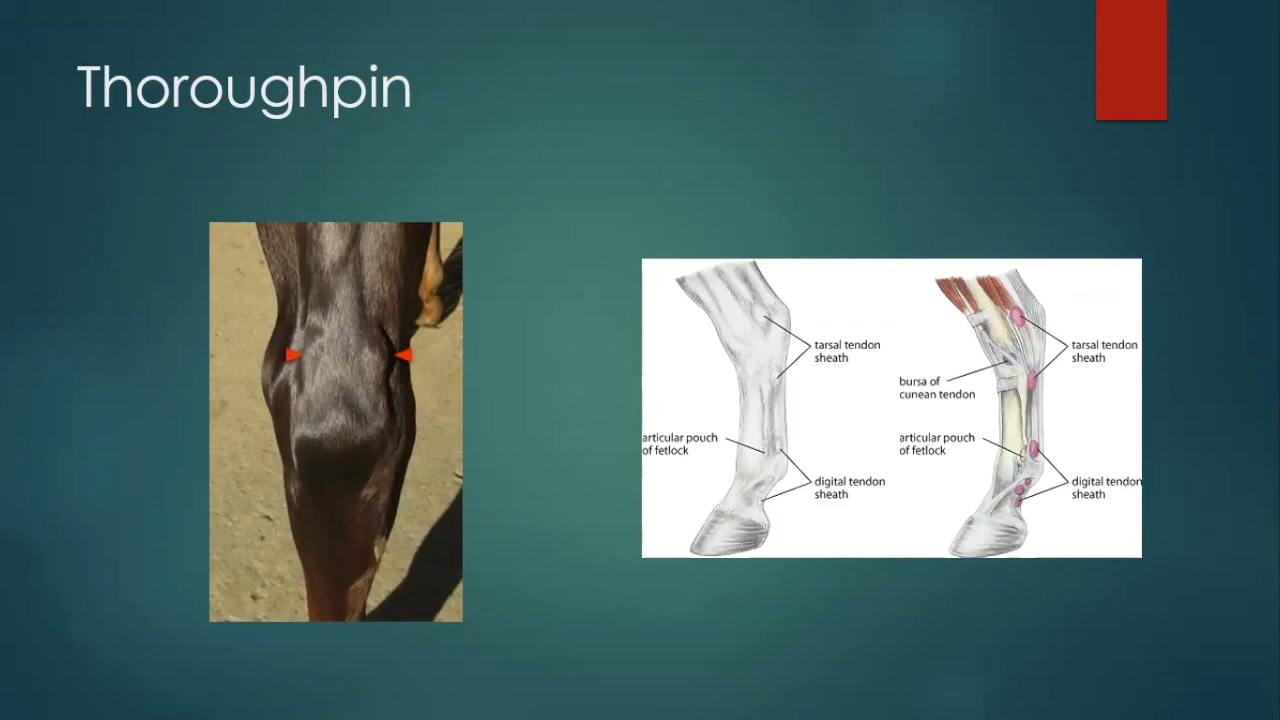 Thoroughpin
tarsal tendon
sheath
articular pouch
of fetlock
digital tendon
sheath
tarsal tendon
sheath
bursa of
cunean tendon
articular pouch
of fetlock
digital tendon
sheath